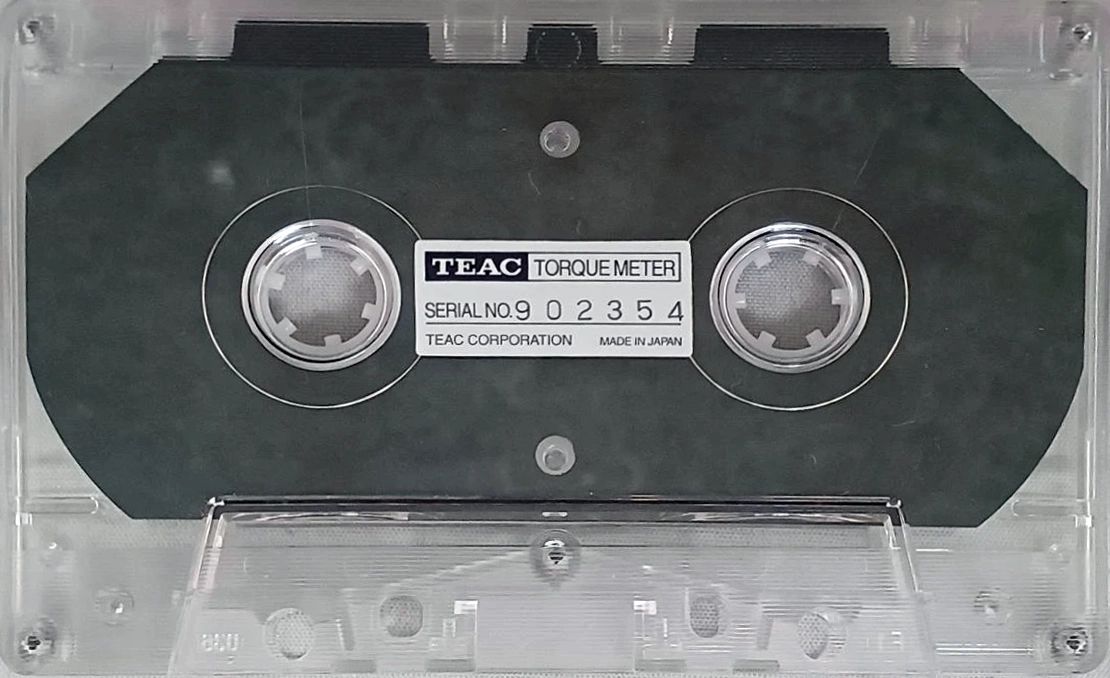 TEAC TORQUE METER
SERIAL NO. 9 0 2 3 5 4
TEAC CORPORATION MADE IN JAPAN